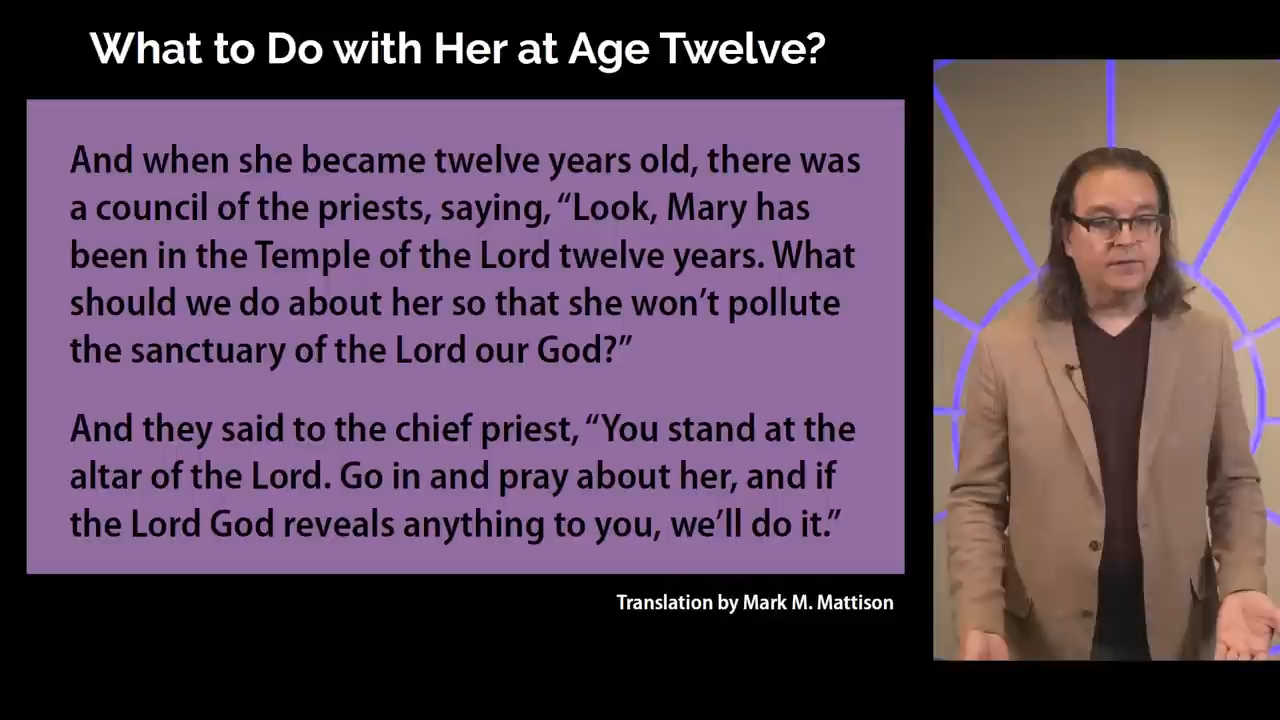 What to Do with Her at Age Twelve?
And when she became twelve years old, there was
a council of the priests, saying, “Look, Mary has
been in the Temple of the Lord twelve years. What
should we do about her so that she won’t pollute
the sanctuary of the Lord our God?”
And they said to the chief priest, “You stand at the
altar of the Lord. Go in and pray about her, and if
the Lord God reveals anything to you, we’ll do it.”
Translation by Mark M. Mattison